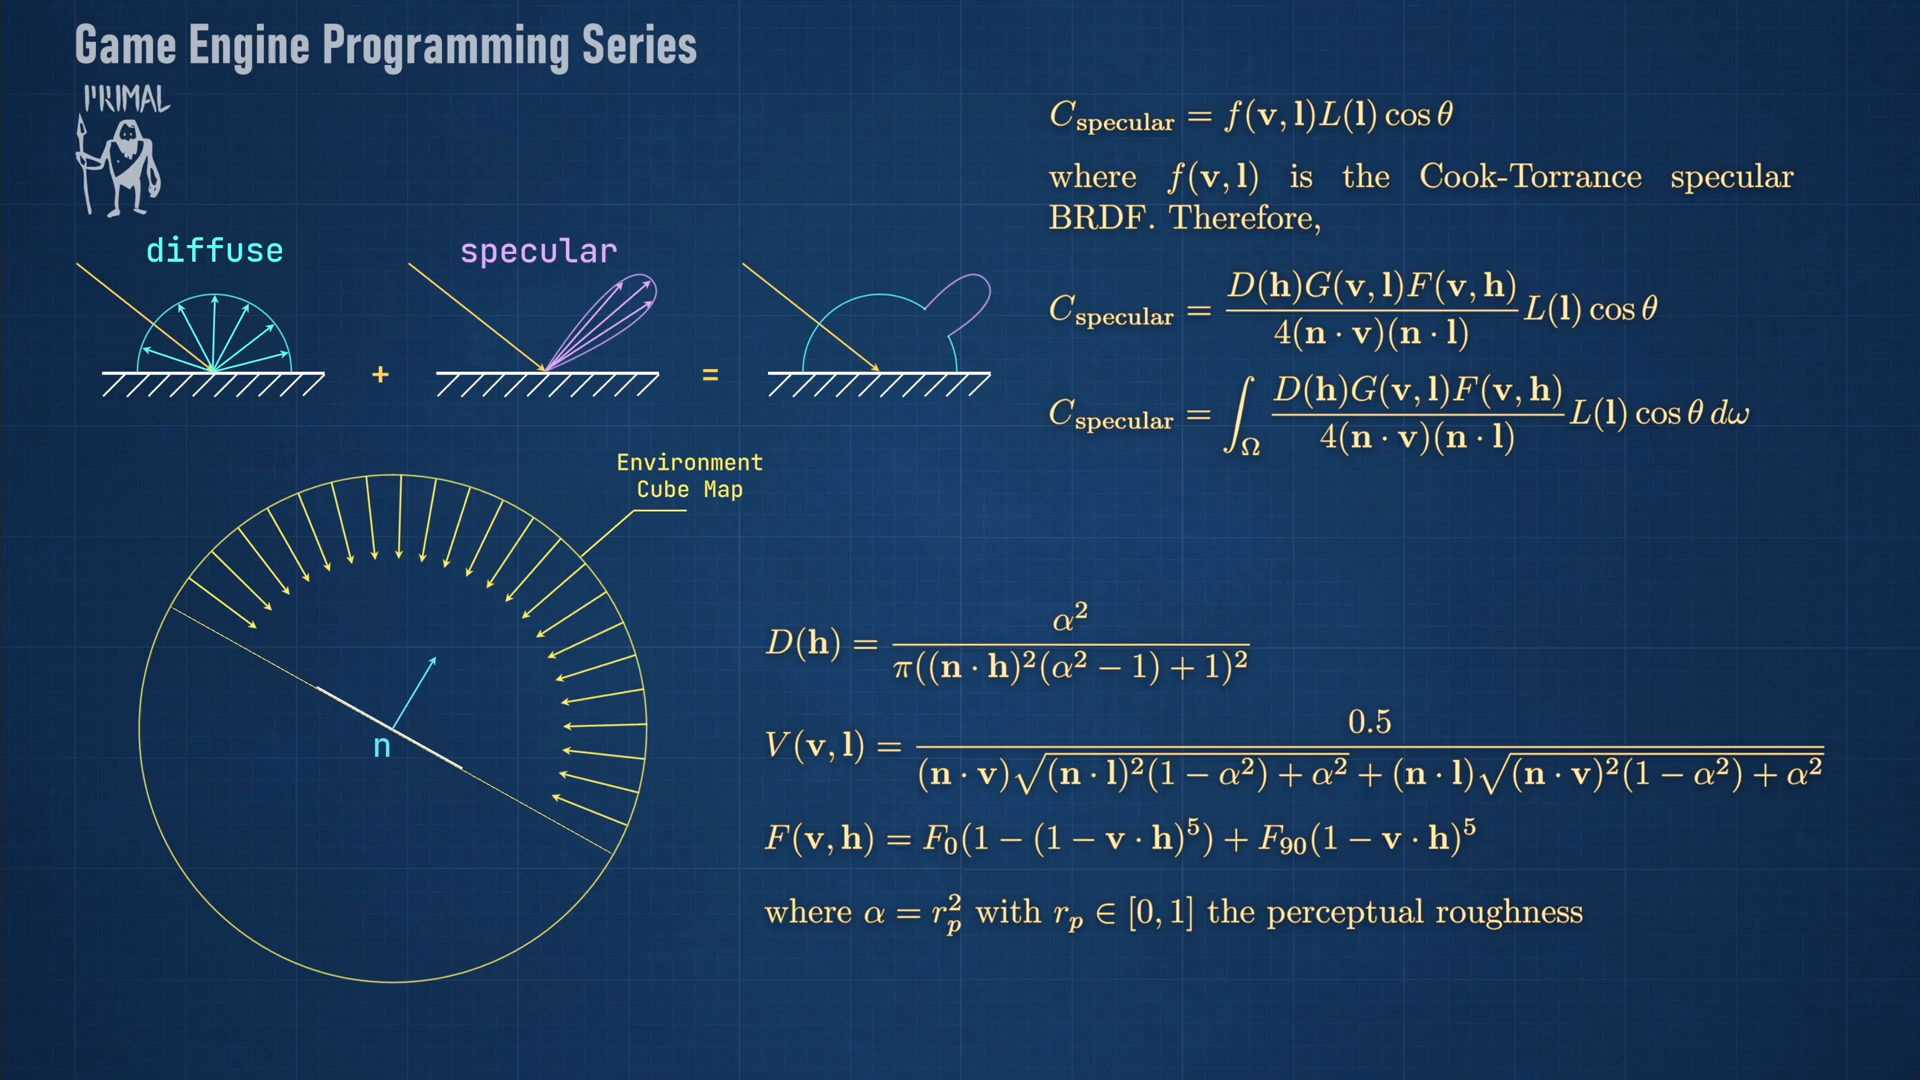 Game Engine Programming Series
PRIMAL
diffuse
specular
+
=
C_specular = f(v, l)L(l) cos θ
where f(v, l) is the Cook-Torrance specular
BRDF. Therefore,
C_specular = D(h)G(v, l)F(v, h) / 4(n · v)(n · l) L(l) cos θ
C_specular = ∫_Ω D(h)G(v, l)F(v, h) / 4(n · v)(n · l) L(l) cos θ dω
Environment
Cube Map
n
D(h) = α² / π((n · h)²(α² − 1) + 1)²
V(v, l) = 0.5 / (n · v)√((n · l)²(1 − α²) + α²) + (n · l)√((n · v)²(1 − α²) + α²)
F(v, h) = F₀(1 − (1 − v · h)⁵) + F₉₀(1 − v · h)⁵
where α = r_p² with r_p ∈ [0, 1] the perceptual roughness